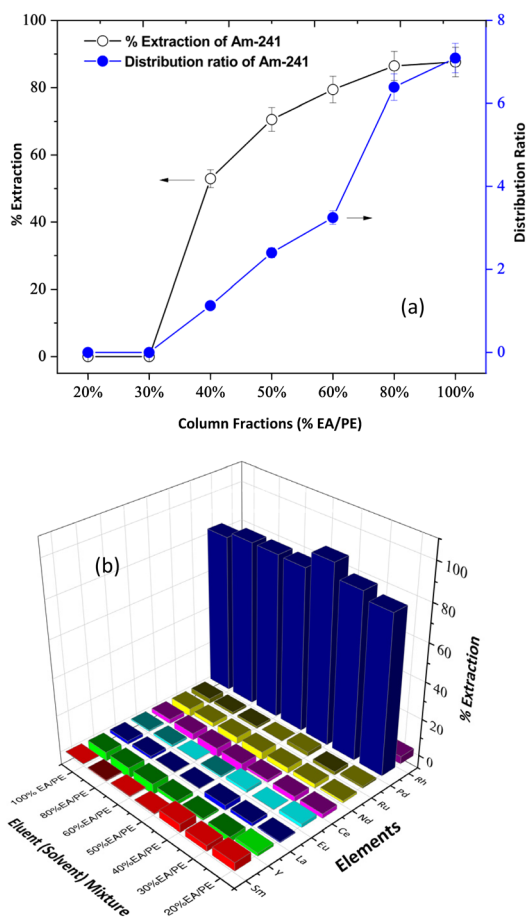 % Extraction of Am-241
Distribution ratio of Am-241
100
80
60
40
20
0
% Extraction
8
6
4
2
0
Distribution Ratio
(a)
20% 30% 40% 50% 60% 80% 100%
Column Fractions (% EA/PE)
(b)
100
80
60
40
20
0
% Extraction
100% EA/PE
80%EA/PE
60%EA/PE
50%EA/PE
40%EA/PE
30%EA/PE
20%EA/PE
Eluent (Solvent) Mixture
Sm
Y
La
Eu
Ce
Nd
Ru
Pd
Rh
Elements